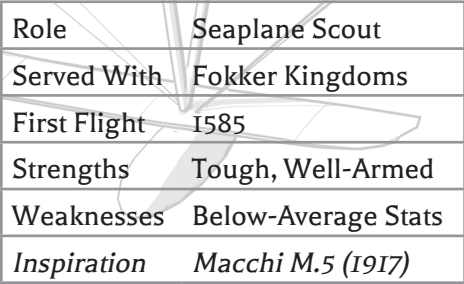 Role Seaplane Scout
Served With Fokker Kingdoms
First Flight 1585
Strengths Tough, Well-Armed
Weaknesses Below-Average Stats
Inspiration Macchi M.5 (1917)